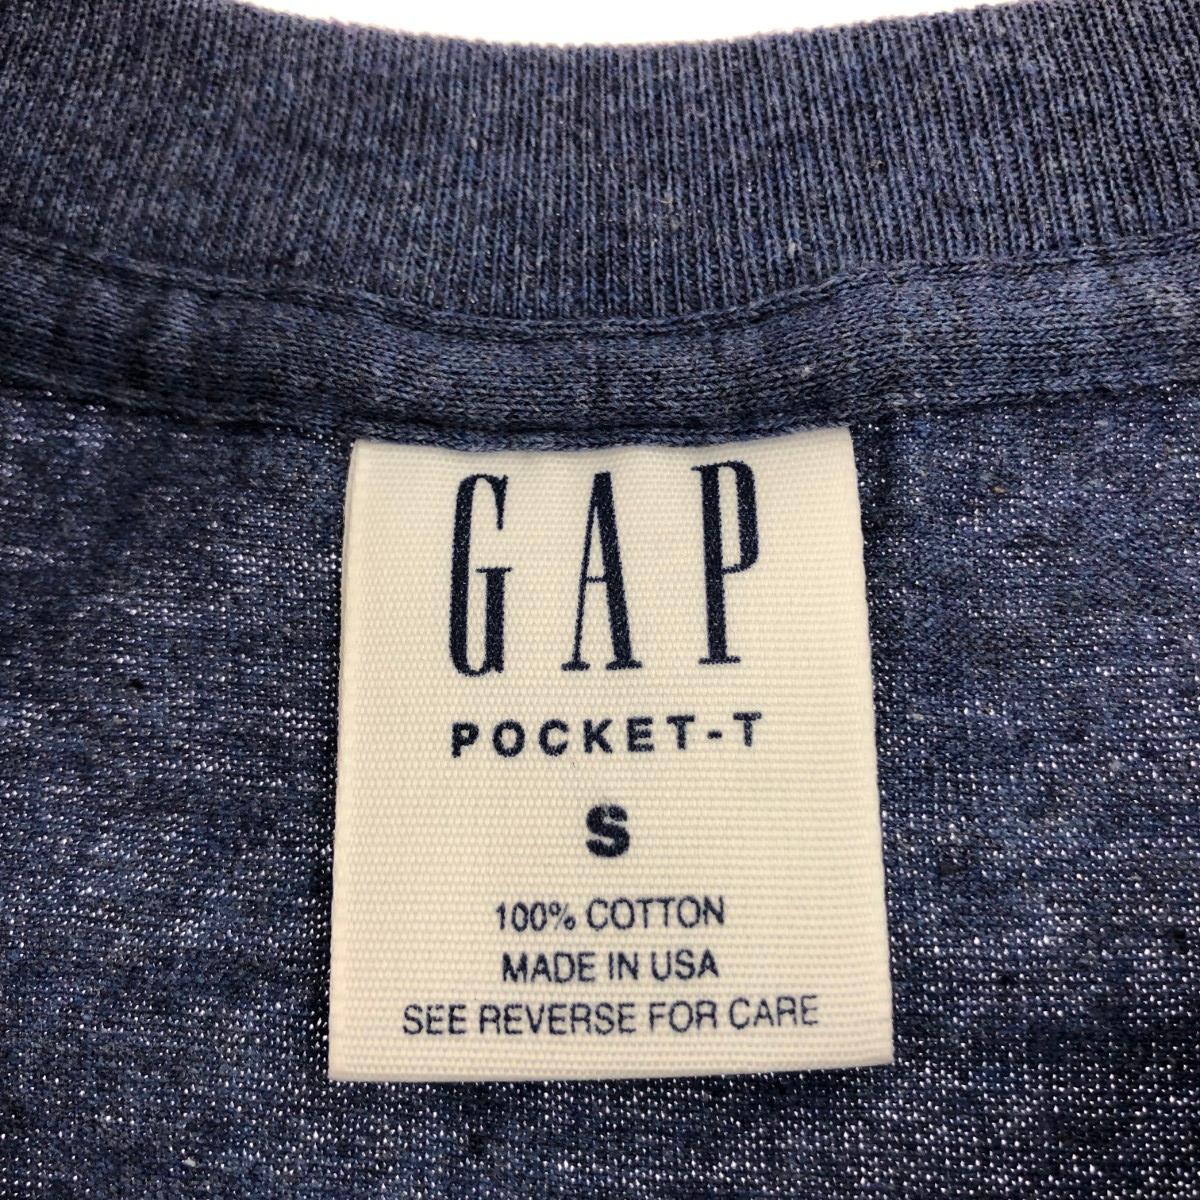 GAP
POCKET-T
S
100% COTTON
MADE IN USA
SEE REVERSE FOR CARE